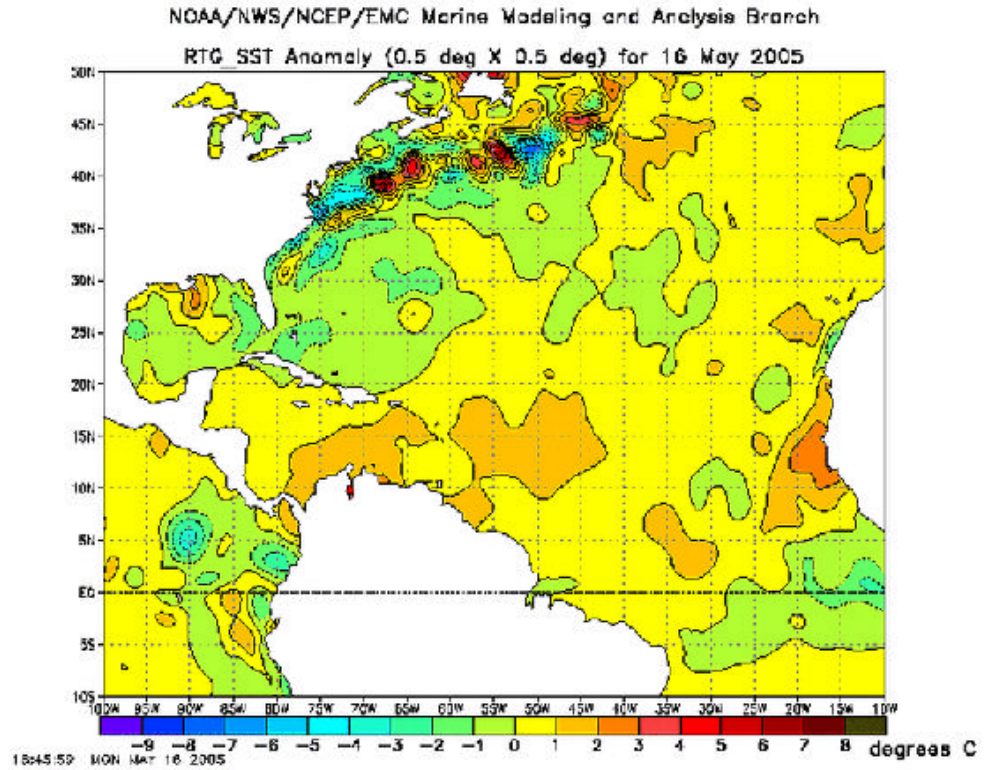 NOAA/NWS/NCEP/EMC Marine Modeling and Analysis Branch
RTG_SST Anomaly (0.5 deg X 0.5 deg) for 16 May 2005
50N
45N
40N
35N
30N
25N
20N
15N
10N
5N
EQ
5S
10S
100W 95W 90W 85W 80W 75W 70W 65W 60W 55W 50W 45W 40W 35W 30W 25W 20W 15W 10W
-9 -8 -7 -6 -5 -4 -3 -2 -1 0 1 2 3 4 5 6 7 8 degrees C
16:45:59 MON MAY 16 2005